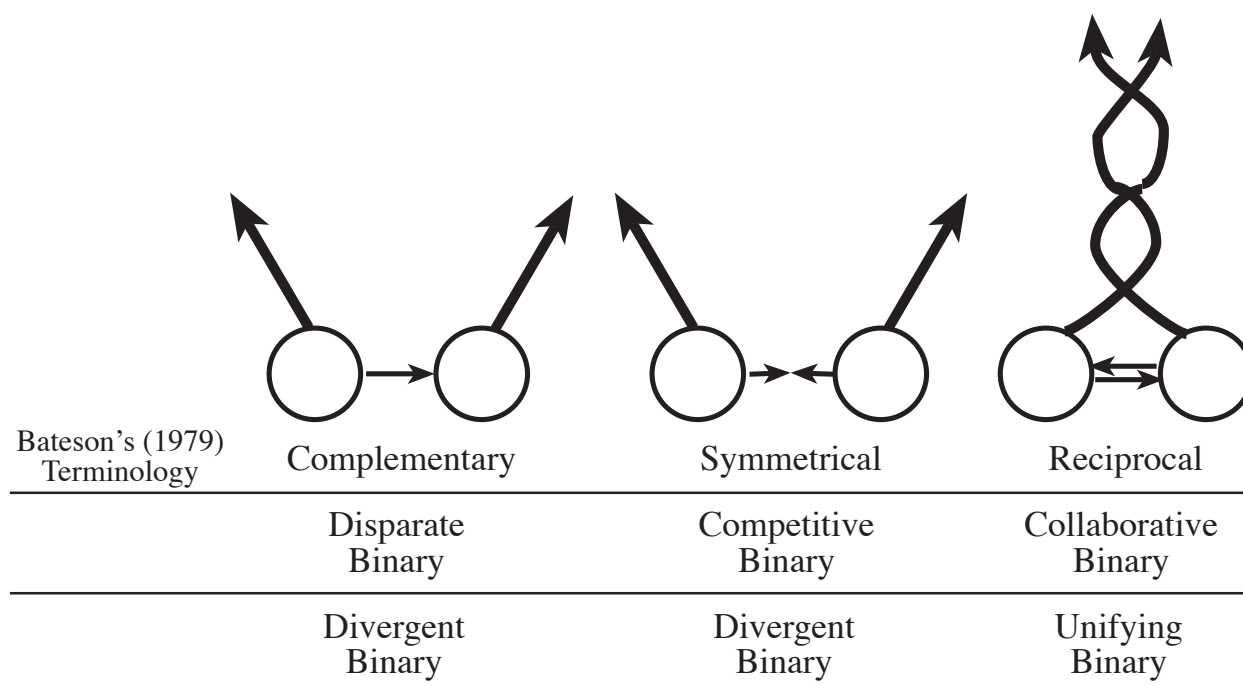 Bateson's (1979)
Terminology
Complementary
Symmetrical
Reciprocal
Disparate
Binary
Competitive
Binary
Collaborative
Binary
Divergent
Binary
Divergent
Binary
Unifying
Binary